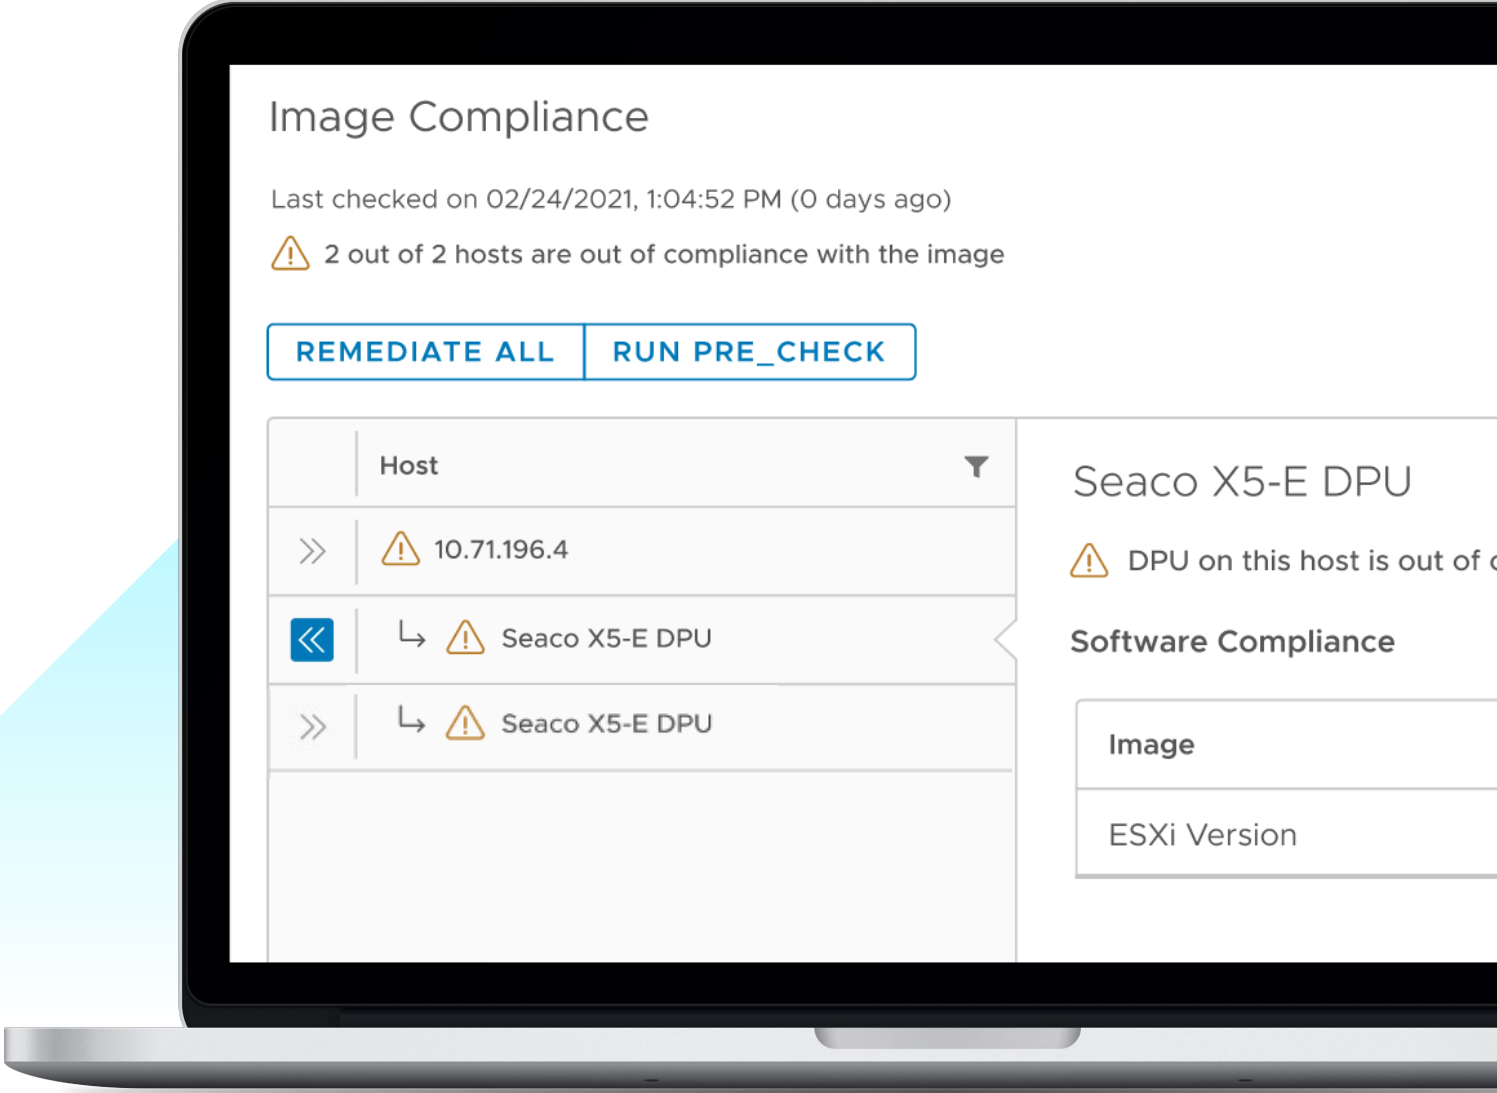 Image Compliance
Last checked on 02/24/2021, 1:04:52 PM (0 days ago)
2 out of 2 hosts are out of compliance with the image
REMEDIATE ALL
RUN PRE_CHECK
Host
10.71.196.4
Seaco X5-E DPU
Seaco X5-E DPU
Seaco X5-E DPU
DPU on this host is out of
Software Compliance
Image
ESXi Version